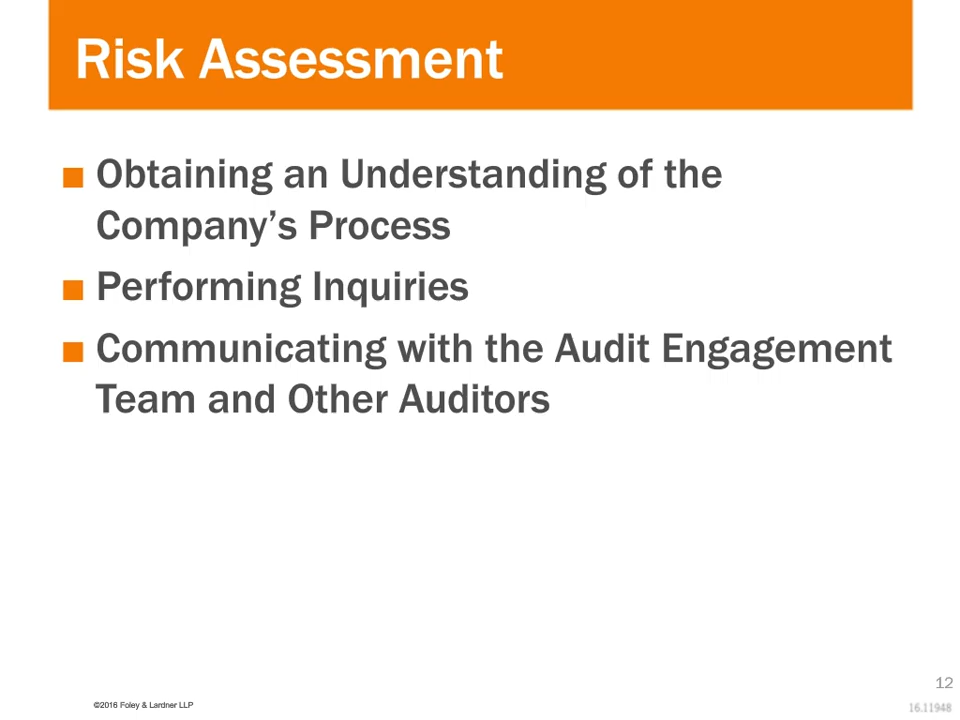 Risk Assessment
■ Obtaining an Understanding of the
Company’s Process
■ Performing Inquiries
■ Communicating with the Audit Engagement
Team and Other Auditors
12
©2016 Foley & Lardner LLP
16.11948